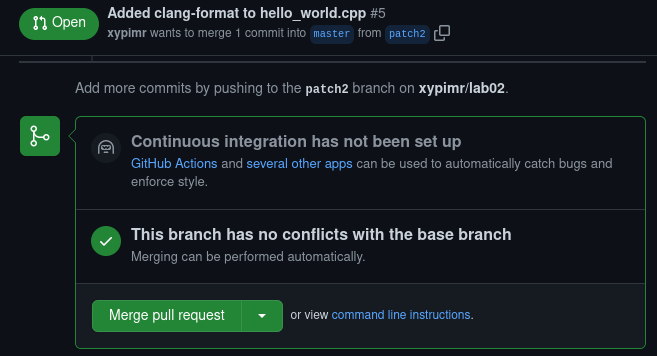 Open
Added clang-format to hello_world.cpp #5
xypimr wants to merge 1 commit into master from patch2
Add more commits by pushing to the patch2 branch on xypimr/lab02.
Continuous integration has not been set up
GitHub Actions and several other apps can be used to automatically catch bugs and
enforce style.
This branch has no conflicts with the base branch
Merging can be performed automatically.
Merge pull request or view command line instructions.